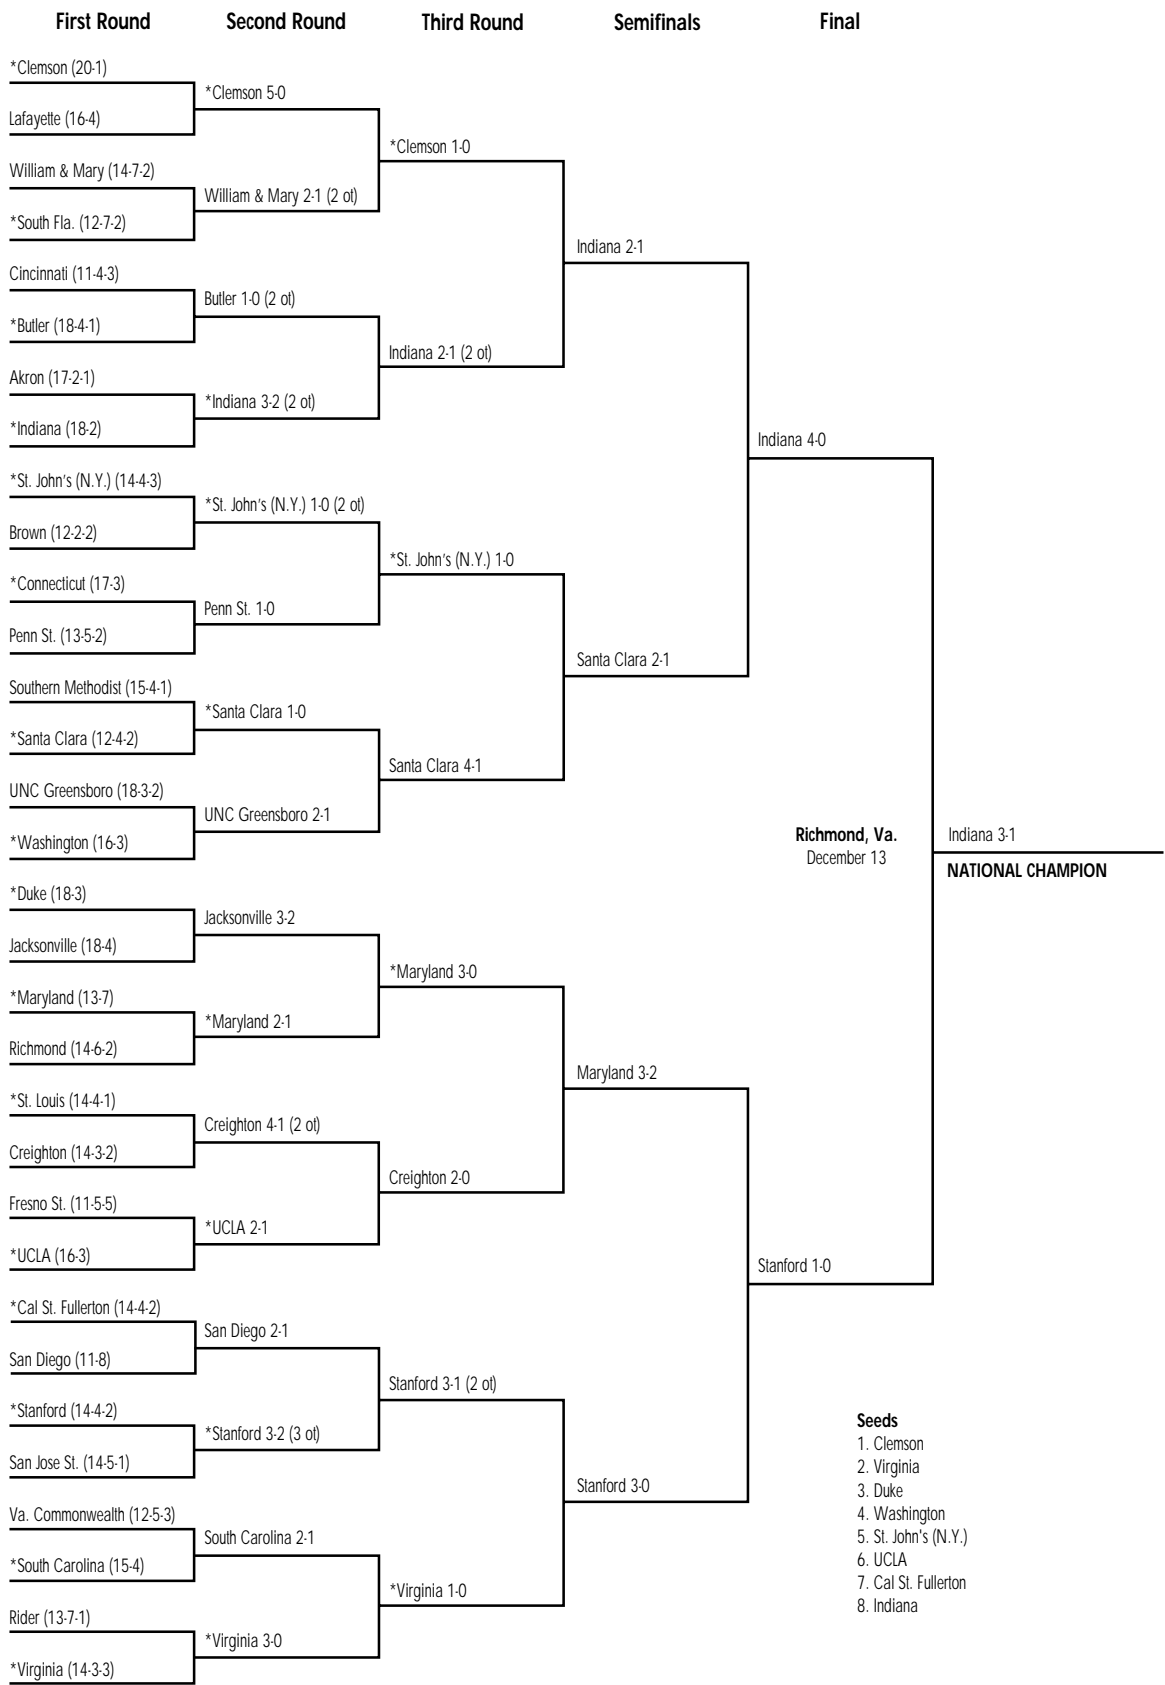 First Round
Second Round
Third Round
Semifinals
Final
*Clemson (20-1)
Lafayette (16-4)
William & Mary (14-7-2)
*South Fla. (12-7-2)
Cincinnati (11-4-3)
*Butler (18-4-1)
Akron (17-2-1)
*Indiana (18-2)
*St. John's (N.Y.) (14-4-3)
Brown (12-2-2)
*Connecticut (17-3)
Penn St. (13-5-2)
Southern Methodist (15-4-1)
*Santa Clara (12-4-2)
UNC Greensboro (18-3-2)
*Washington (16-3)
*Duke (18-3)
Jacksonville (18-4)
*Maryland (13-7)
Richmond (14-6-2)
*St. Louis (14-4-1)
Creighton (14-3-2)
Fresno St. (11-5-5)
*UCLA (16-3)
*Cal St. Fullerton (14-4-2)
San Diego (11-8)
*Stanford (14-4-2)
San Jose St. (14-5-1)
Va. Commonwealth (12-5-3)
*South Carolina (15-4)
Rider (13-7-1)
*Virginia (14-3-3)
*Clemson 5-0
William & Mary 2-1 (2 ot)
Butler 1-0 (2 ot)
*Indiana 3-2 (2 ot)
*St. John's (N.Y.) 1-0 (2 ot)
Penn St. 1-0
*Santa Clara 1-0
UNC Greensboro 2-1
Jacksonville 3-2
*Maryland 2-1
Creighton 4-1 (2 ot)
*UCLA 2-1
San Diego 2-1
*Stanford 3-2 (3 ot)
South Carolina 2-1
*Virginia 3-0
*Clemson 1-0
Indiana 2-1 (2 ot)
*St. John's (N.Y.) 1-0
Santa Clara 4-1
*Maryland 3-0
Creighton 2-0
Stanford 3-1 (2 ot)
*Virginia 1-0
Indiana 2-1
Santa Clara 2-1
Maryland 3-2
Stanford 3-0
Indiana 4-0
Stanford 1-0
Richmond, Va.
December 13
Indiana 3-1
NATIONAL CHAMPION
Seeds
1. Clemson
2. Virginia
3. Duke
4. Washington
5. St. John's (N.Y.)
6. UCLA
7. Cal St. Fullerton
8. Indiana